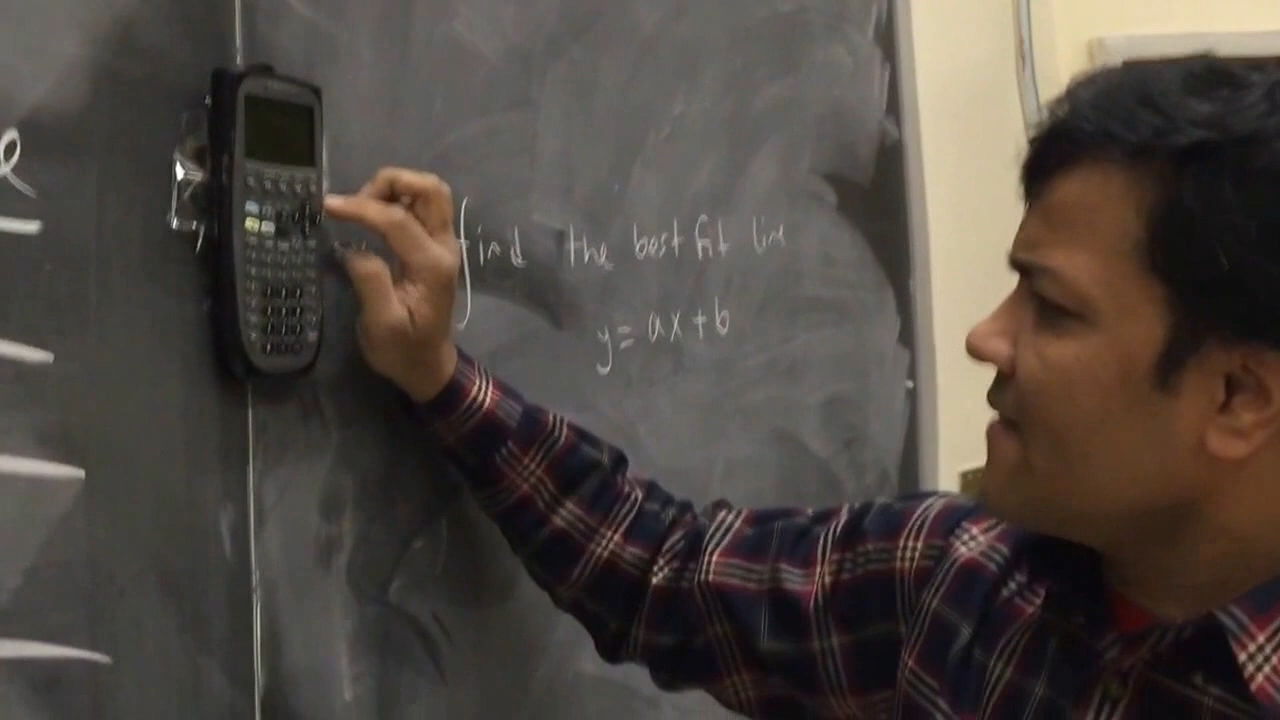 find the best fit line
y = ax + b